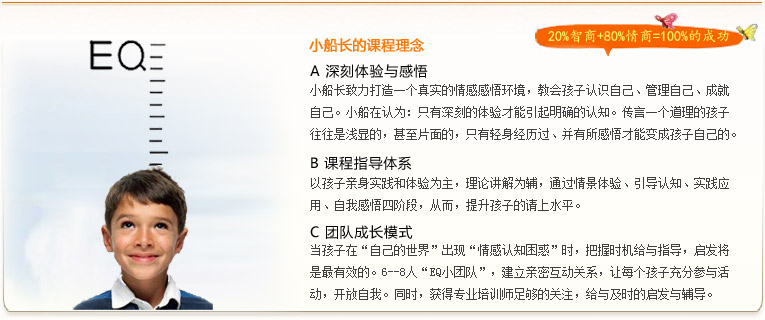 EQ
小船长的课程理念
20%智商+80%情商=100%的成功
A 深刻体验与感悟
小船长致力打造一个真实的情感感悟环境，教会孩子认识自己、管理自己、成就
自己。小船在认为：只有深刻的体验才能引起明确的认知。传言一个道理的孩子
往往是浅显的，甚至片面的，只有轻身经历过、并有所感悟才能变成孩子自己的。
B 课程指导体系
以孩子亲身实践和体验为主，理论讲解为辅，通过情景体验、引导认知、实践应
用、自我感悟四阶段，从而，提升孩子的请上水平。
C 团队成长模式
当孩子在“自己的世界”出现“情感认知困惑”时，把握时机给与指导，启发将
是最有效的。6--8人“EQ小团队”，建立亲密互动关系，让每个孩子充分参与活
动，开放自我。同时，获得专业培训师足够的关注，给与及时的启发与辅导。